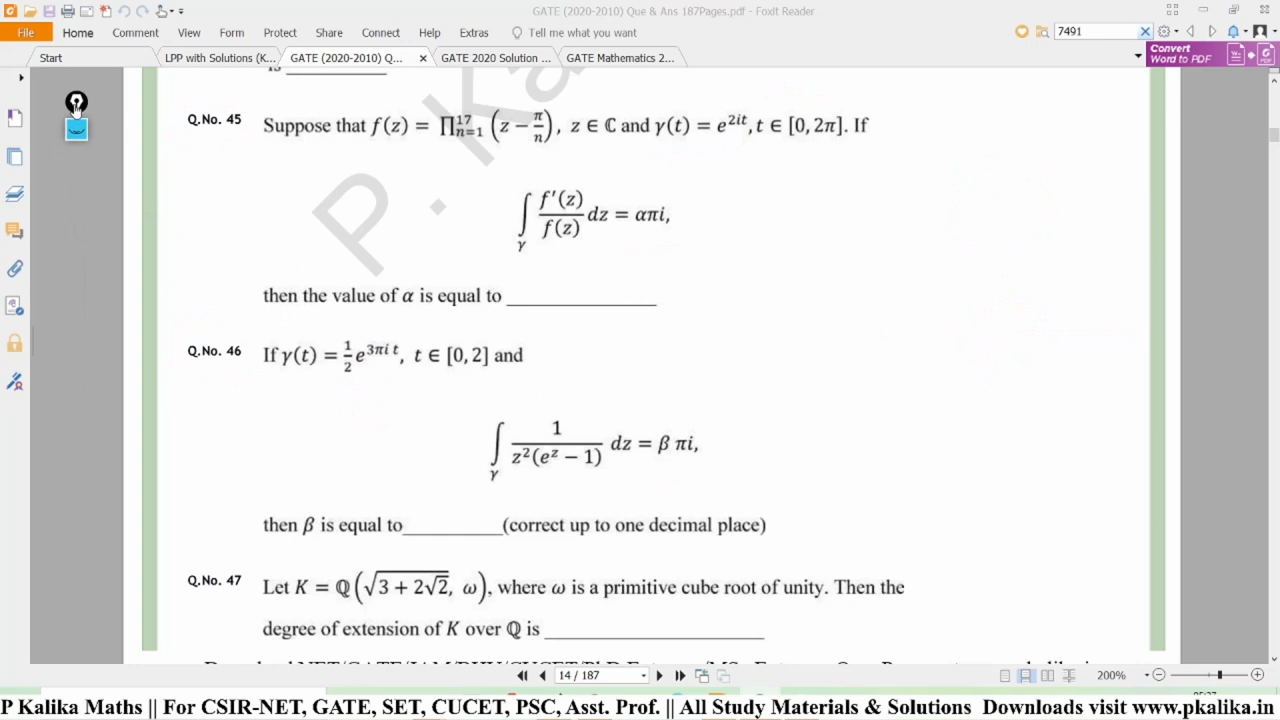 GATE (2020-2010) Que & Ans 187Pages.pdf - Foxit Reader
File Home Comment View Form Protect Share Connect Help Extras Tell me what you want 7491
Start LPP with Solutions (K... GATE (2020-2010) Q... × GATE 2020 Solution ... GATE Mathematics 2... Convert Word to PDF
P. Ka
Q.No. 45 Suppose that f(z) = ∏_{n=1}^{17} (z − π/n), z ∈ ℂ and γ(t) = e^{2it}, t ∈ [0, 2π]. If
∫_γ f′(z)/f(z) dz = απi,
then the value of α is equal to ____________
Q.No. 46 If γ(t) = 1/2 e^{3πi t}, t ∈ [0, 2] and
∫_γ 1/(z²(e^z − 1)) dz = β πi,
then β is equal to________(correct up to one decimal place)
Q.No. 47 Let K = ℚ(√(3 + 2√2), ω), where ω is a primitive cube root of unity. Then the
degree of extension of K over ℚ is ____________
14 / 187 200%
P Kalika Maths || For CSIR-NET, GATE, SET, CUCET, PSC, Asst. Prof. || All Study Materials & Solutions Downloads visit www.pkalika.in